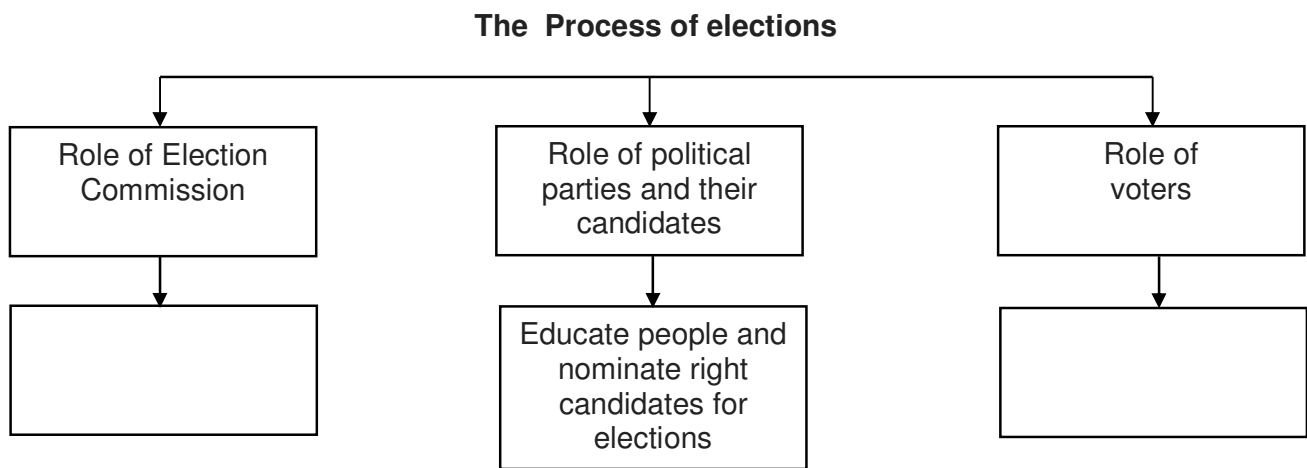 The Process of elections
Role of Election
Commission
Role of political
parties and their
candidates
Role of
voters
Educate people and
nominate right
candidates for
elections